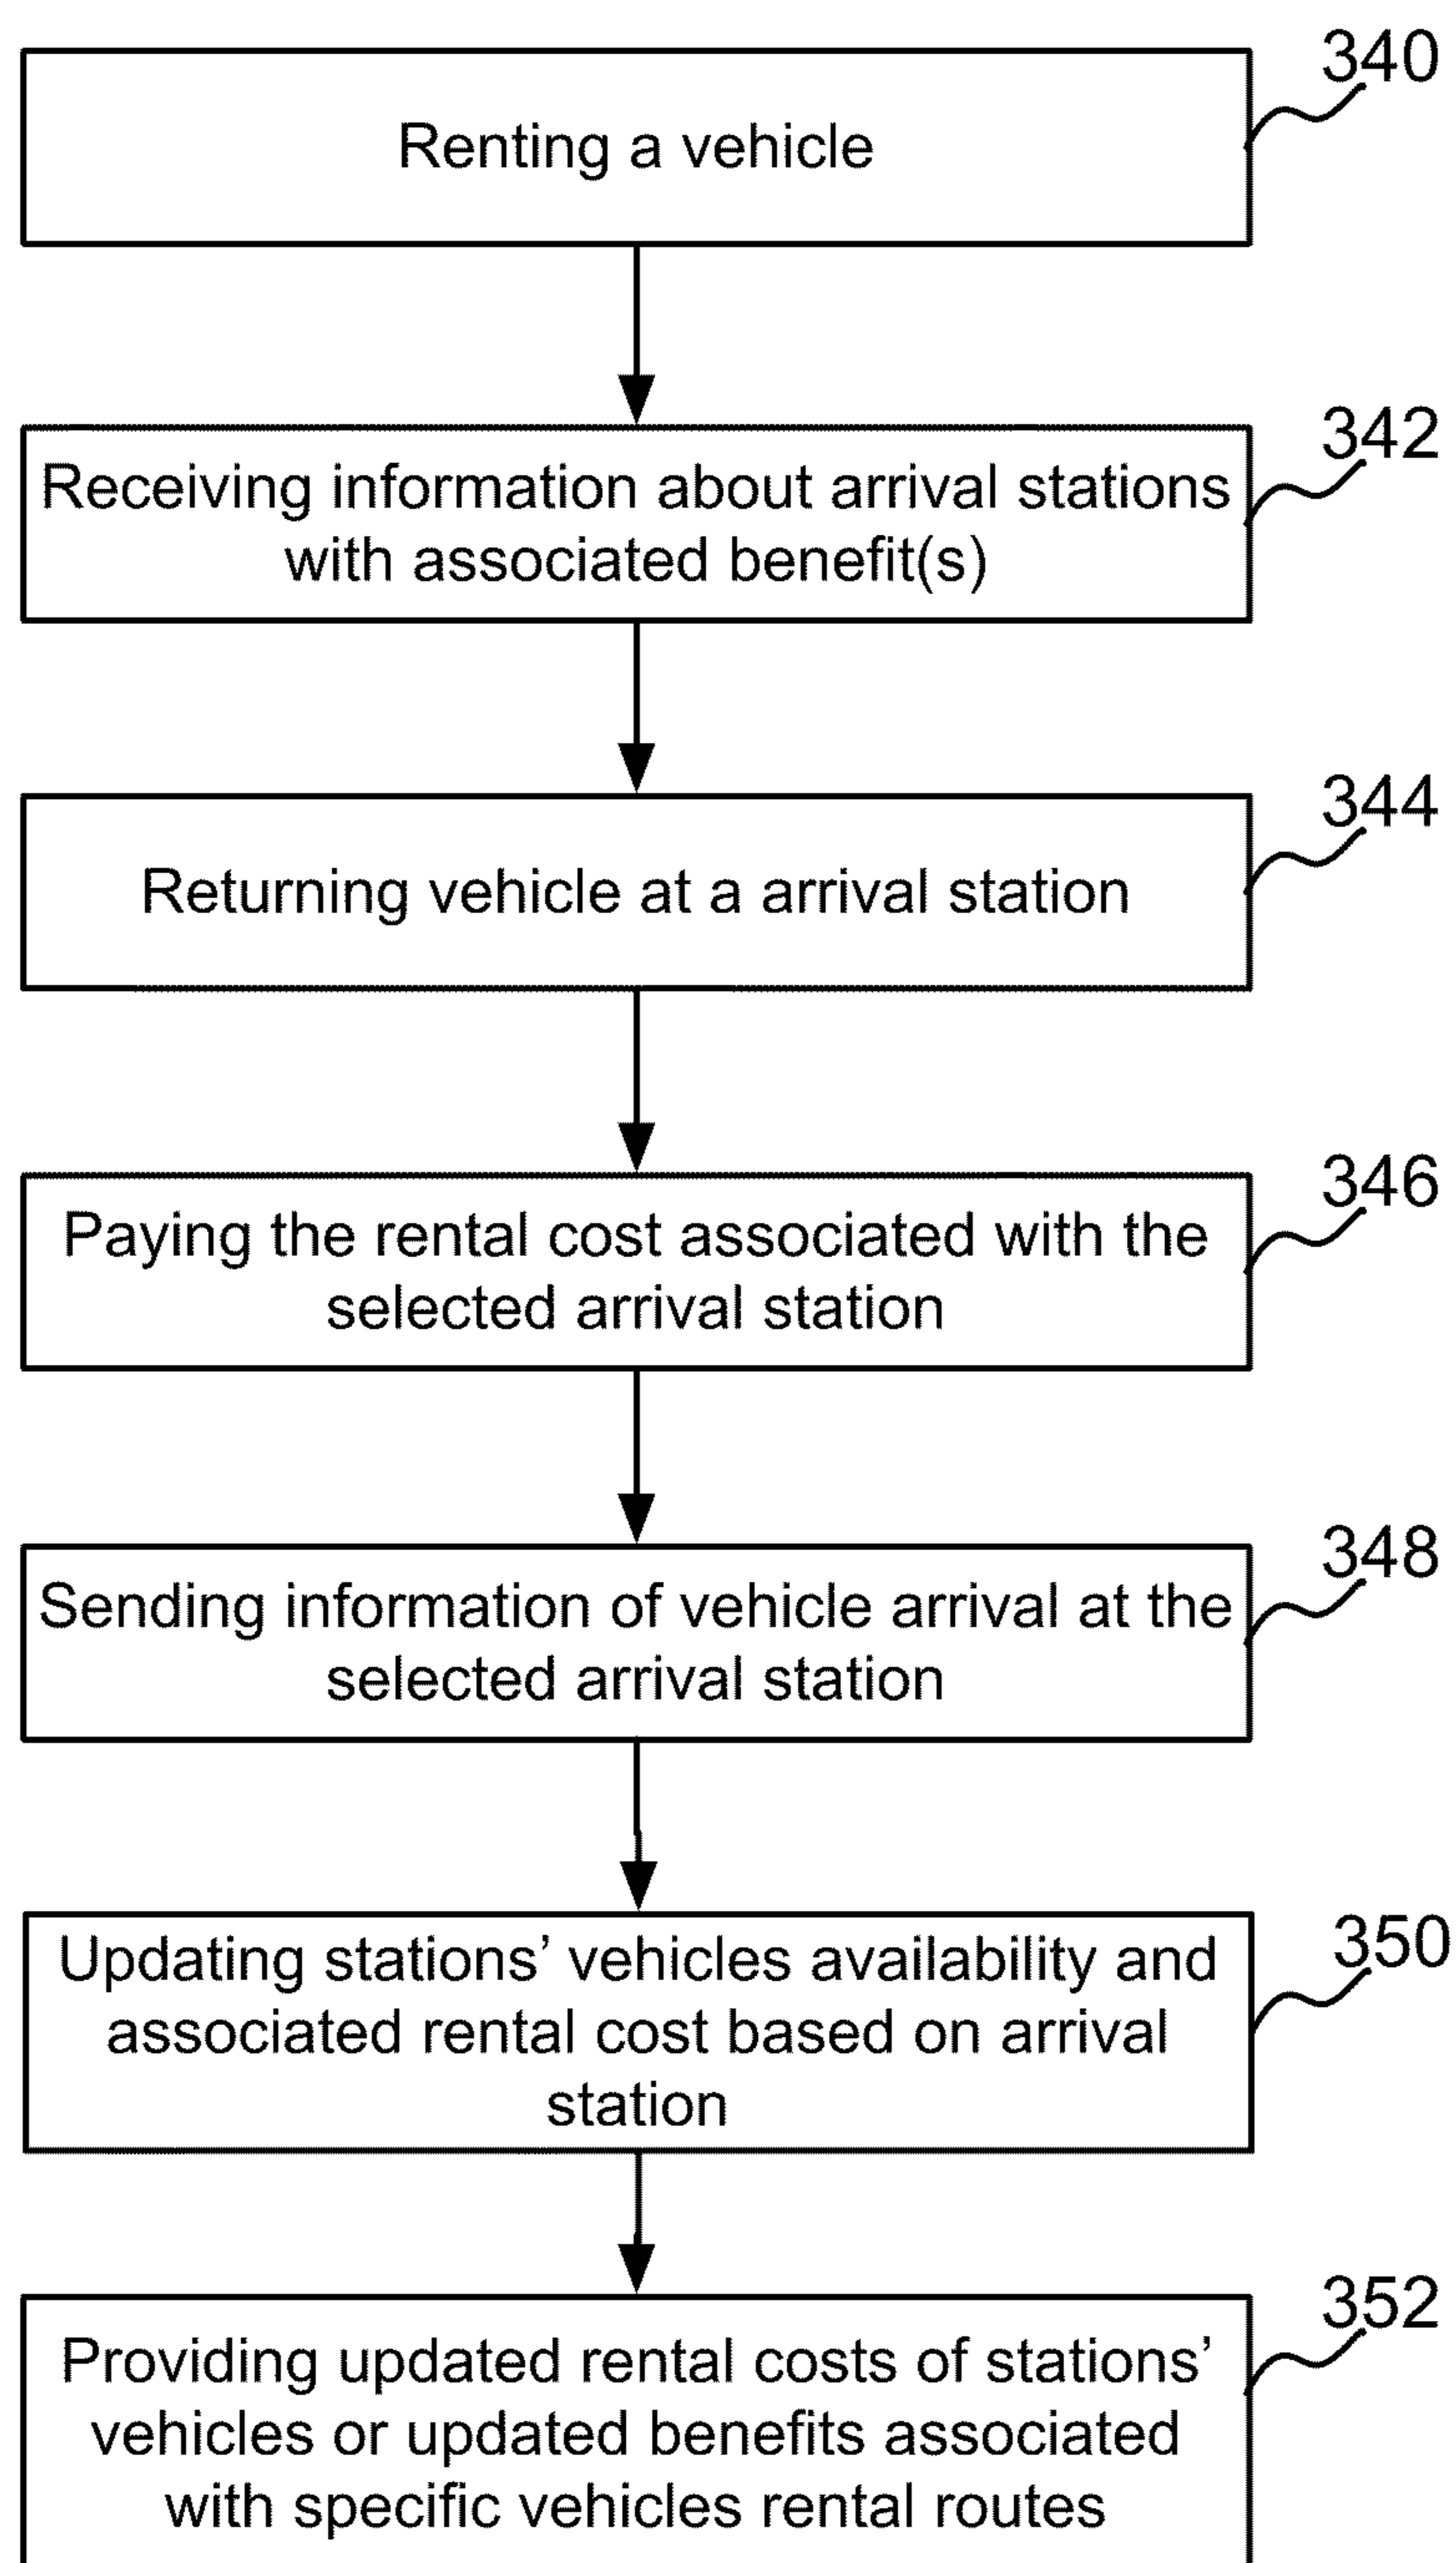 340
Renting a vehicle
342
Receiving information about arrival stations
with associated benefit(s)
344
Returning vehicle at a arrival station
346
Paying the rental cost associated with the
selected arrival station
348
Sending information of vehicle arrival at the
selected arrival station
350
Updating stations’ vehicles availability and
associated rental cost based on arrival
station
352
Providing updated rental costs of stations’
vehicles or updated benefits associated
with specific vehicles rental routes